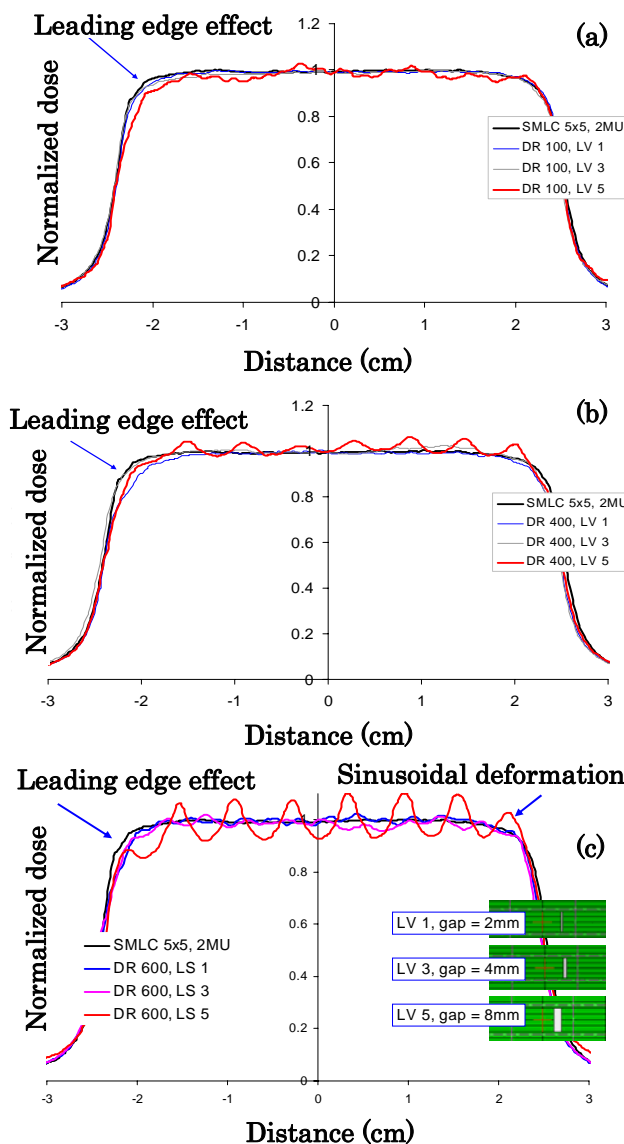 Leading edge effect
(a)
Normalized dose
1.2
1.0
0.8
0.6
0.4
0.2
0
SMLC 5x5, 2MU
DR 100, LV 1
DR 100, LV 3
DR 100, LV 5
-3 -2 -1 0 1 2 3
Distance (cm)
Leading edge effect
(b)
Normalized dose
1.2
1.0
0.8
0.6
0.4
0.2
0
SMLC 5x5, 2MU
DR 400, LV 1
DR 400, LV 3
DR 400, LV 5
-3 -2 -1 0 1 2 3
Distance (cm)
Leading edge effect
Sinusoidal deformation
(c)
Normalized dose
1
0.8
0.6
0.4
0.2
0
SMLC 5x5, 2MU
DR 600, LS 1
DR 600, LS 3
DR 600, LS 5
LV 1, gap = 2mm
LV 3, gap = 4mm
LV 5, gap = 8mm
-3 -2 -1 0 1 2 3
Distance (cm)